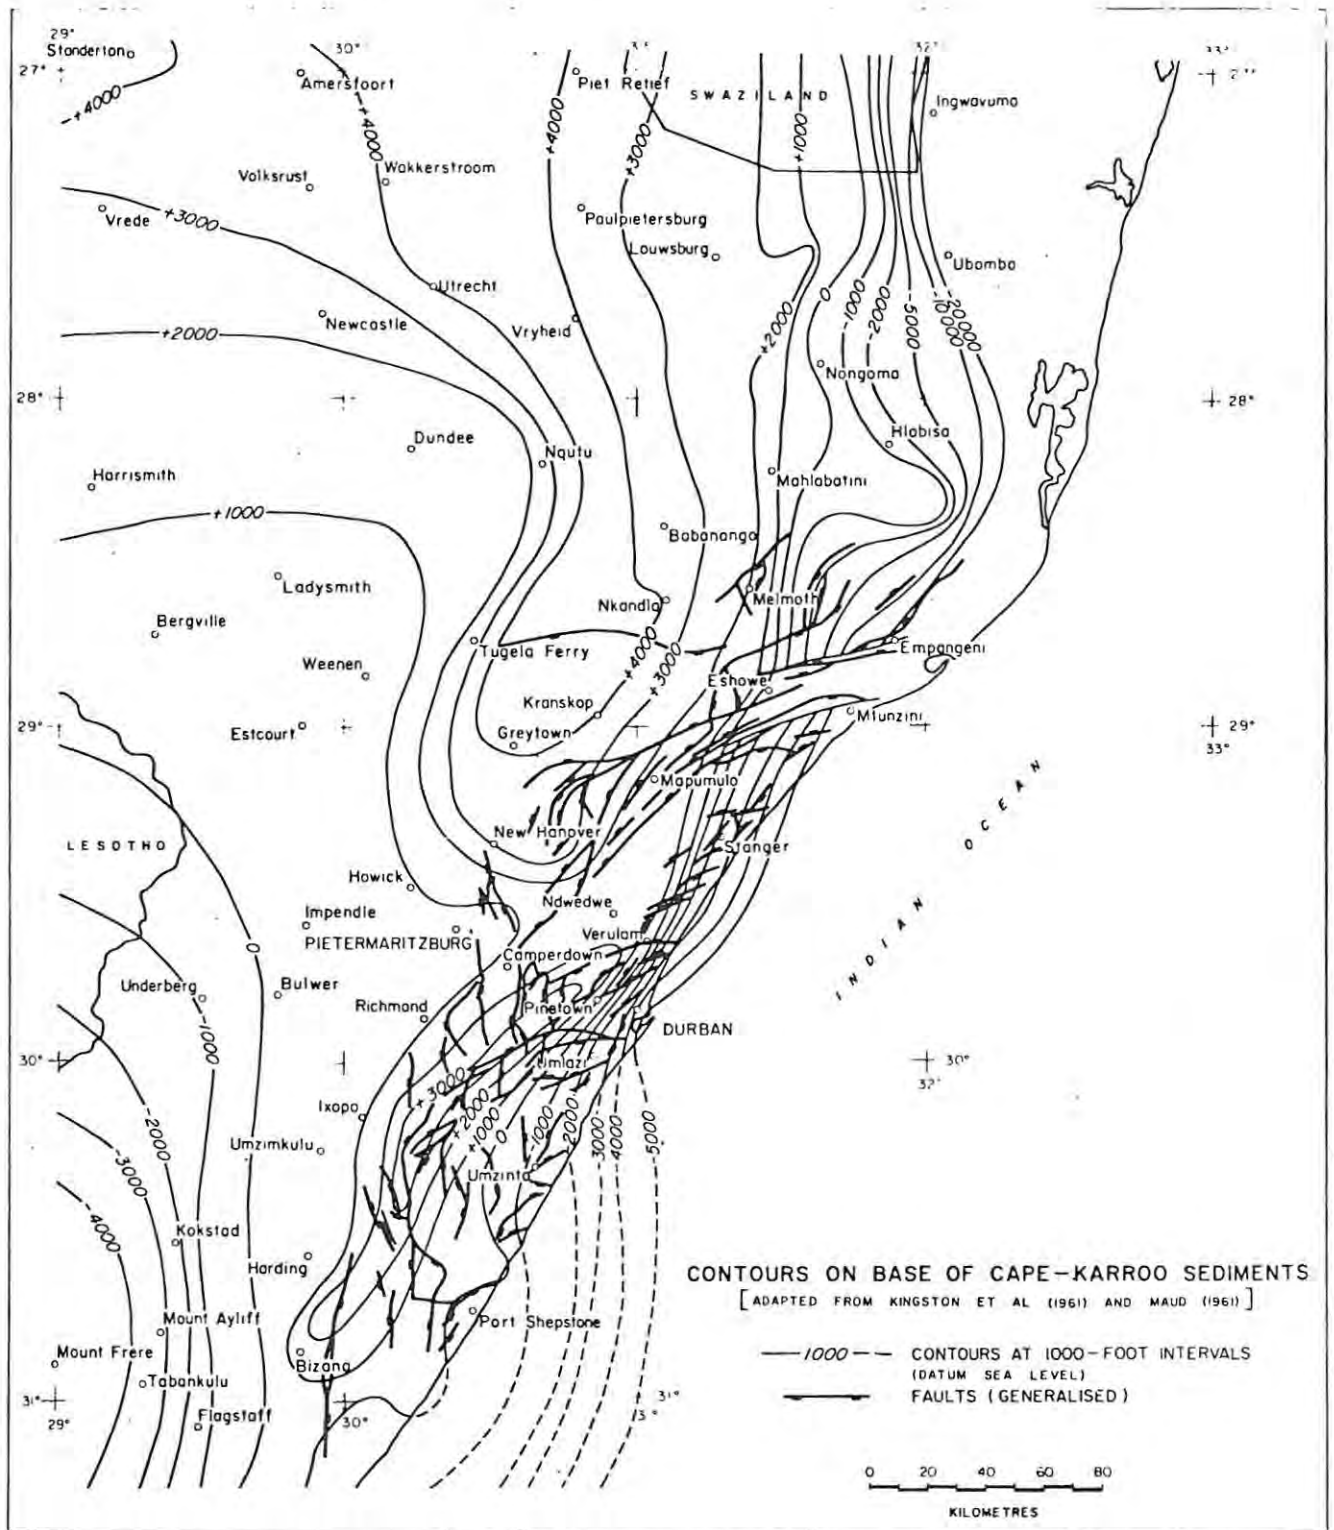 29°
30°
32°
33°
Standerton
27°
Amersfoort
Piet Retief
SWAZILAND
Ingwavuma
+4000
+4000
+4000
+3000
+1000
Volksrust
Wakkerstroom
Vrede
+3000
Paulpietersburg
Louwsburg
Ubombo
Utrecht
Newcastle
+2000
Vryheid
+2000
0
-1000
-2000
-5000
-10,000
-20,000
Nongoma
28°
28°
Dundee
Nqutu
Hlabisa
Harrismith
Mahlabatini
+1000
Babanango
Ladysmith
Nkandla
Melmoth
Bergville
Tugela Ferry
Empangeni
Weenen
+4000
+3000
Eshowe
Kranskop
Mtunzini
29°
Estcourt
Greytown
29°
33°
Mapumulo
LESOTHO
New Hanover
Stanger
INDIAN OCEAN
Howick
Ndwedwe
Impendle
PIETERMARITZBURG
Verulam
Camperdown
0
Underberg
Bulwer
Richmond
Pinetown
DURBAN
-1000
30°
Umlazi
30°
32°
+3000
+2000
+1000
0
-1000
-2000
-3000
-4000
-5000
Ixopo
-2000
Umzimkulu
-3000
Umzinto
-4000
Kokstad
Harding
CONTOURS ON BASE OF CAPE-KARROO SEDIMENTS
[ADAPTED FROM KINGSTON ET AL (1961) AND MAUD (1961)]
Mount Ayliff
Port Shepstone
Mount Frere
Bizana
1000
CONTOURS AT 1000-FOOT INTERVALS
(DATUM SEA LEVEL)
Tabankulu
FAULTS (GENERALISED)
31°
29°
Flagstaff
30°
31°
0 20 40 60 80
KILOMETRES